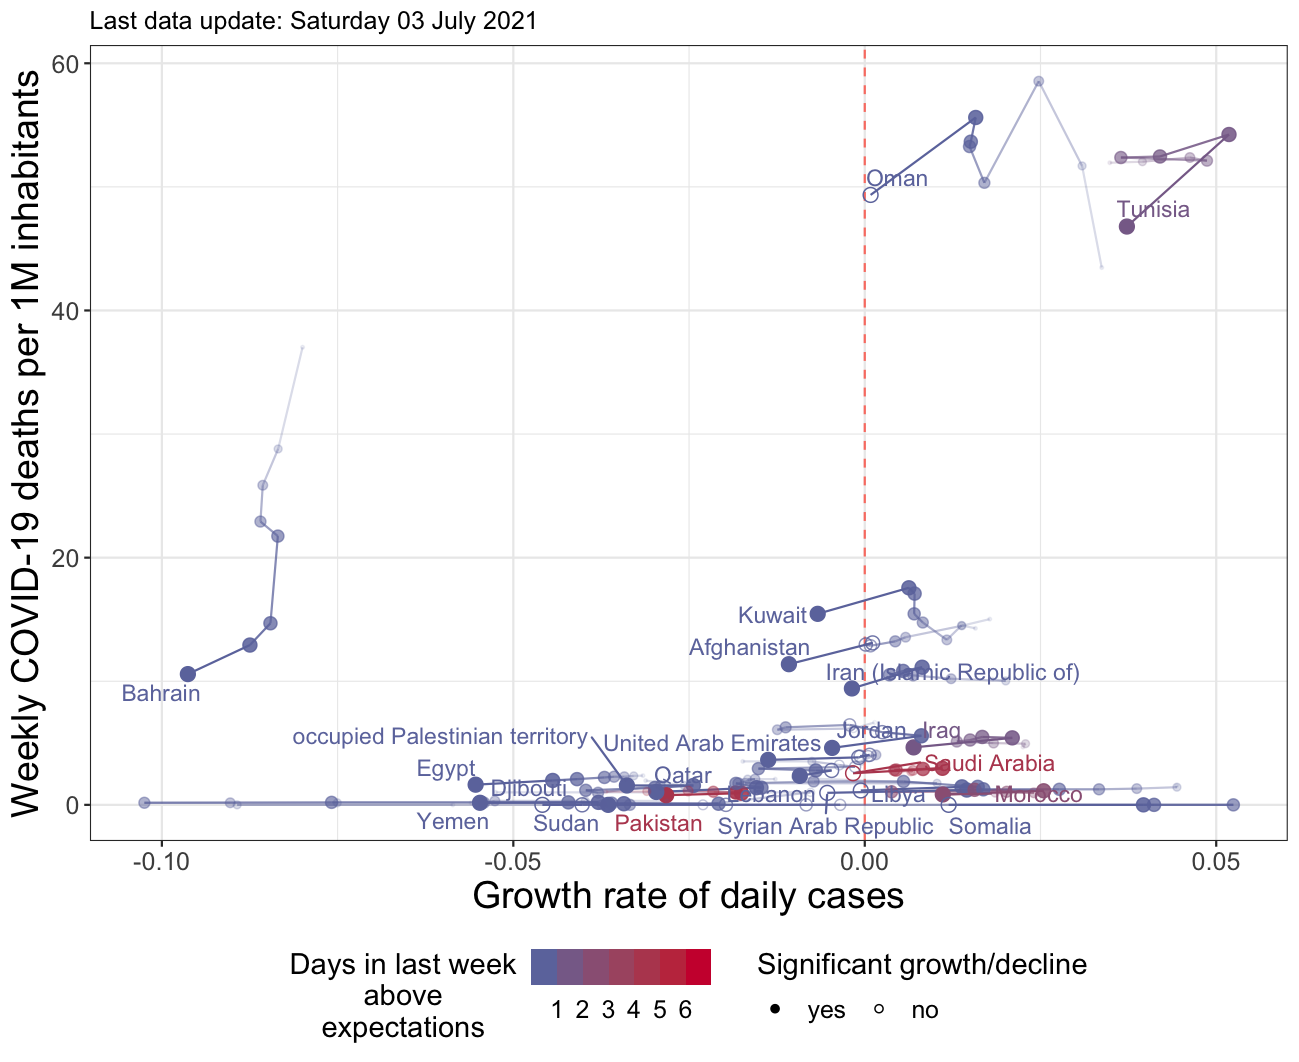 Last data update: Saturday 03 July 2021
Weekly COVID-19 deaths per 1M inhabitants
60
40
20
0
Oman
Tunisia
Bahrain
Kuwait
Afghanistan
Iran (Islamic Republic of)
occupied Palestinian territory
United Arab Emirates
Jordan
Iraq
Saudi Arabia
Egypt
Djibouti
Qatar
Lebanon
Libya
Morocco
Yemen
Sudan
Pakistan
Syrian Arab Republic
Somalia
-0.10
-0.05
0.00
0.05
Growth rate of daily cases
Days in last week
above
expectations
1 2 3 4 5 6
Significant growth/decline
yes
no